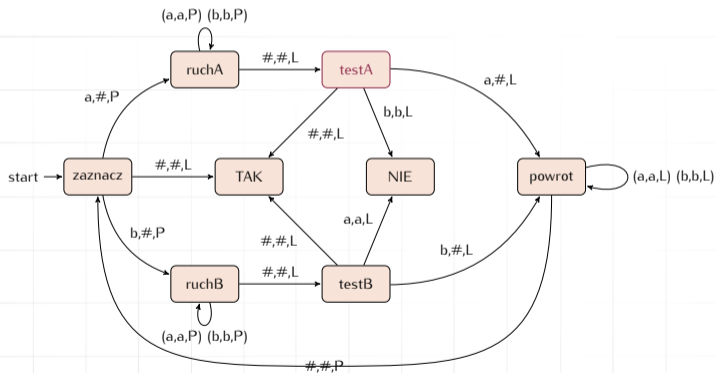 (a,a,P) (b,b,P)
ruchA
#,#,L
testA
a,#,L
a,#,P
b,b,L
#,#,L
start
zaznacz
#,#,L
TAK
NIE
powrot
(a,a,L) (b,b,L)
b,#,P
#,#,L
a,a,L
b,#,L
ruchB
#,#,L
testB
(a,a,P) (b,b,P)
#,#,P